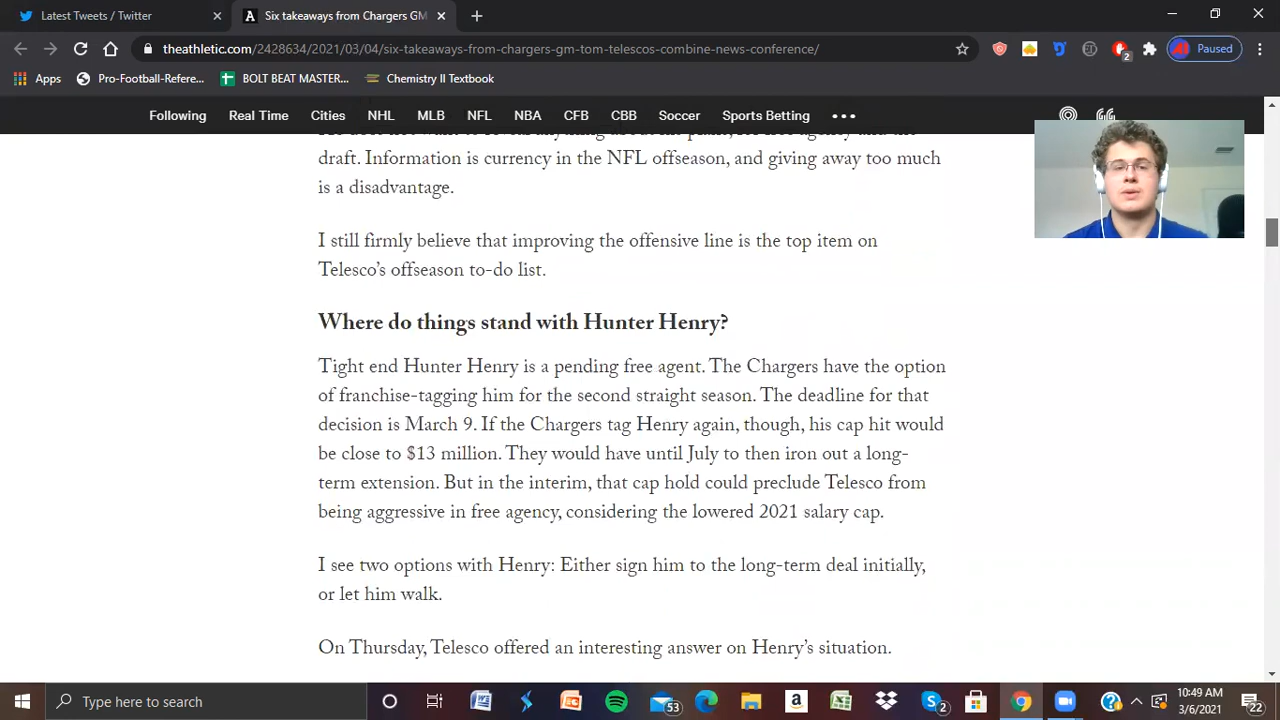 Latest Tweets / Twitter
Six takeaways from Chargers GM
theathletic.com/2428634/2021/03/04/six-takeaways-from-chargers-gm-tom-telescos-combine-news-conference/
2
Paused
Apps
Pro-Football-Refere...
BOLT BEAT MASTER...
Chemistry II Textbook
Following
Real Time
Cities
NHL
MLB
NFL
NBA
CFB
CBB
Soccer
Sports Betting
draft. Information is currency in the NFL offseason, and giving away too much
is a disadvantage.
I still firmly believe that improving the offensive line is the top item on
Telesco's offseason to-do list.
Where do things stand with Hunter Henry?
Tight end Hunter Henry is a pending free agent. The Chargers have the option
of franchise-tagging him for the second straight season. The deadline for that
decision is March 9. If the Chargers tag Henry again, though, his cap hit would
be close to $13 million. They would have until July to then iron out a long-
term extension. But in the interim, that cap hold could preclude Telesco from
being aggressive in free agency, considering the lowered 2021 salary cap.
I see two options with Henry: Either sign him to the long-term deal initially,
or let him walk.
On Thursday, Telesco offered an interesting answer on Henry's situation.
Type here to search
53
2
10:49 AM
3/6/2021
22